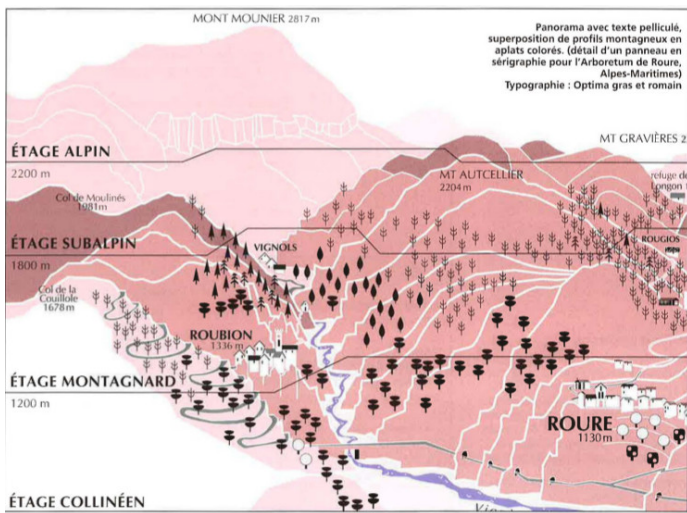 MONT MOUNIER 2817 m
Panorama avec texte pelliculé,
superposition de profils montagneux en
aplats colorés. (détail d'un panneau en
sérigraphie pour l'Arboretum de Roure,
Alpes-Maritimes)
Typographie : Optima gras et romain
MT GRAVIÈRES 2
ÉTAGE ALPIN
2200 m
MT AUTCELLIER
2204 m
refuge de
Longon
Col de Moulinés
1981m
ÉTAGE SUBALPIN
1800 m
VIGNOLS
ROUGIOS
Col de la
Couillole
1678 m
ROUBION
1336 m
ÉTAGE MONTAGNARD
1200 m
ROURE
1130 m
ÉTAGE COLLINÉEN